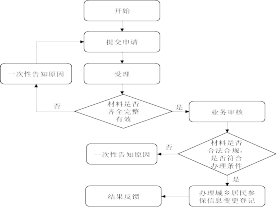 开始
提交申请
一次性告知原因
受理
材料是否
齐全完整
有效
否
是
业务审核
材料是否
合法合规，
是否符合
办理条件
一次性告知原因
否
是
办理城乡居民参
保信息变更登记
结果反馈